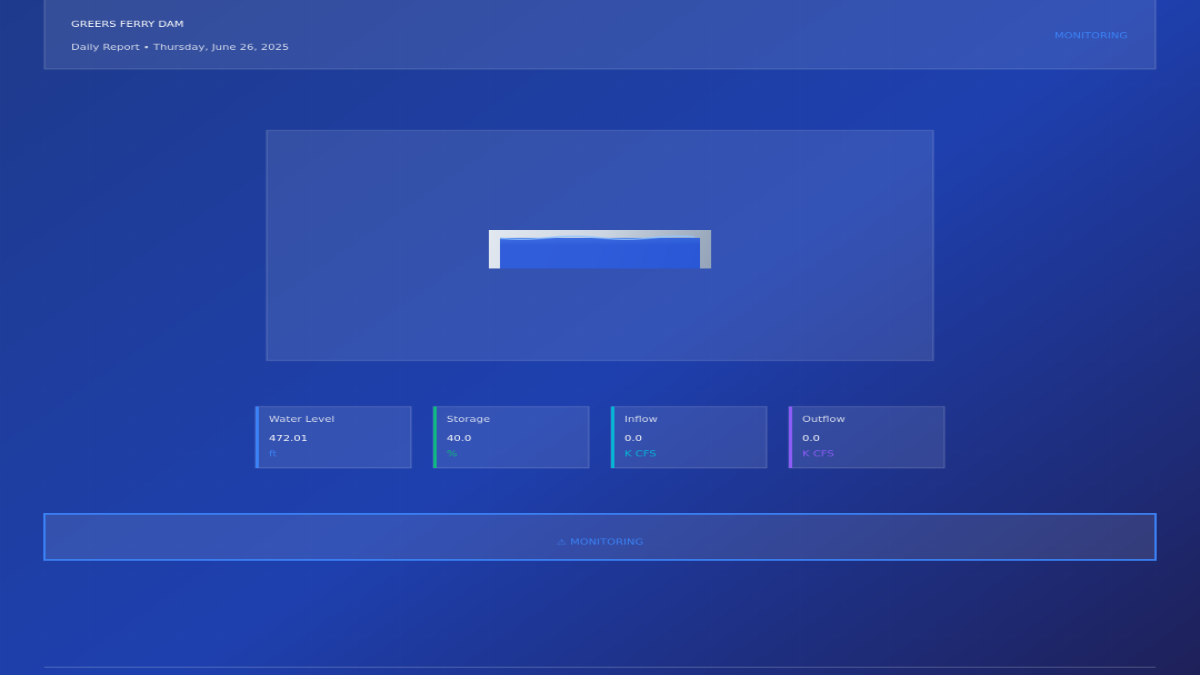 GREERS FERRY DAM
Daily Report • Thursday, June 26, 2025
MONITORING
Water Level
472.01
ft
Storage
40.0
%
Inflow
0.0
K CFS
Outflow
0.0
K CFS
⚠ MONITORING